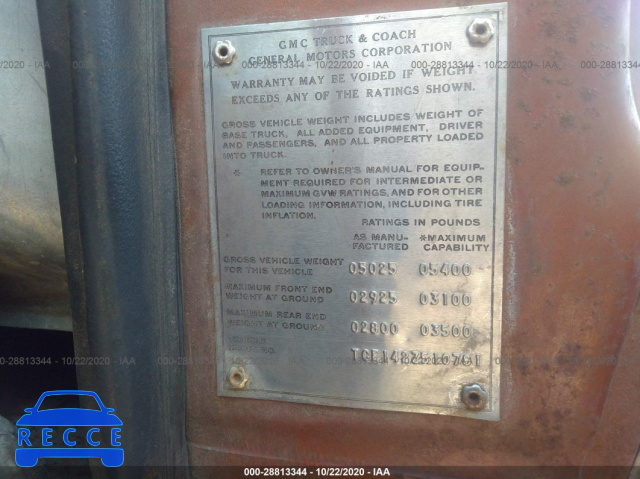 GMC TRUCK & COACH
GENERAL MOTORS CORPORATION
WARRANTY MAY BE VOIDED IF WEIGHT
EXCEEDS ANY OF THE RATINGS SHOWN.
GROSS VEHICLE WEIGHT INCLUDES WEIGHT OF
BASE TRUCK, ALL ADDED EQUIPMENT, DRIVER
AND PASSENGERS, AND ALL PROPERTY LOADED
INTO TRUCK.
* REFER TO OWNER'S MANUAL FOR EQUIP-
MENT REQUIRED FOR INTERMEDIATE OR
MAXIMUM GVW RATINGS, AND FOR OTHER
LOADING INFORMATION, INCLUDING TIRE
INFLATION.
RATINGS IN POUNDS
AS MANU- *MAXIMUM
FACTURED CAPABILITY
GROSS VEHICLE WEIGHT
FOR THIS VEHICLE 05025 05400
MAXIMUM FRONT END
WEIGHT AT GROUND 02925 03100
MAXIMUM REAR END
WEIGHT AT GROUND 02800 03500
NO.
RECCE
000-28813344 - 10/22/2020 - IAA